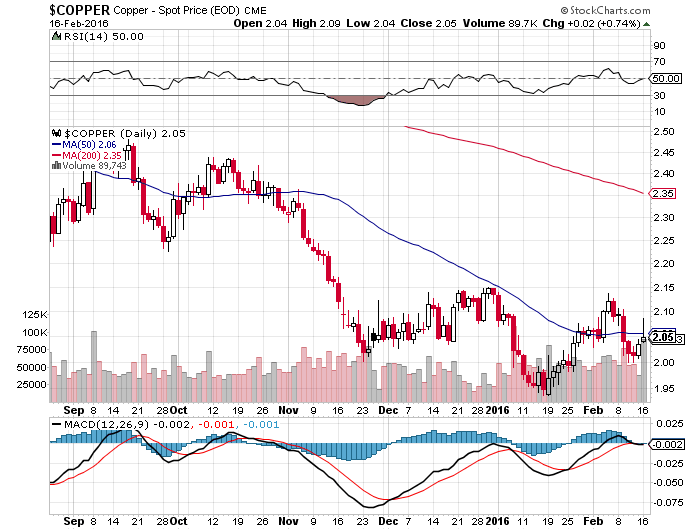 $COPPER Copper - Spot Price (EOD) CME © StockCharts.com
16-Feb-2016 Open 2.04 High 2.09 Low 2.04 Close 2.05 Volume 89.7K Chg +0.02 (+0.74%)
RSI(14) 50.00
90
70
50.00
30
10
$COPPER (Daily) 2.05
MA(50) 2.06
MA(200) 2.35
Volume 89,743
2.50
2.45
2.40
2.35
2.30
2.25
2.20
2.15
2.10
2.05
2.00
1.95
125K
100K
75000
50000
25000
Sep 8 14 21 28 Oct 12 19 26 Nov 9 16 23 Dec 7 14 21 28 2016 11 19 25 Feb 8 16
MACD(12,26,9) -0.002, -0.001, -0.001
0.025
-0.002
-0.025
-0.050
-0.075
Sep 8 14 21 28 Oct 12 19 26 Nov 9 16 23 Dec 7 14 21 28 2016 11 19 25 Feb 8 16